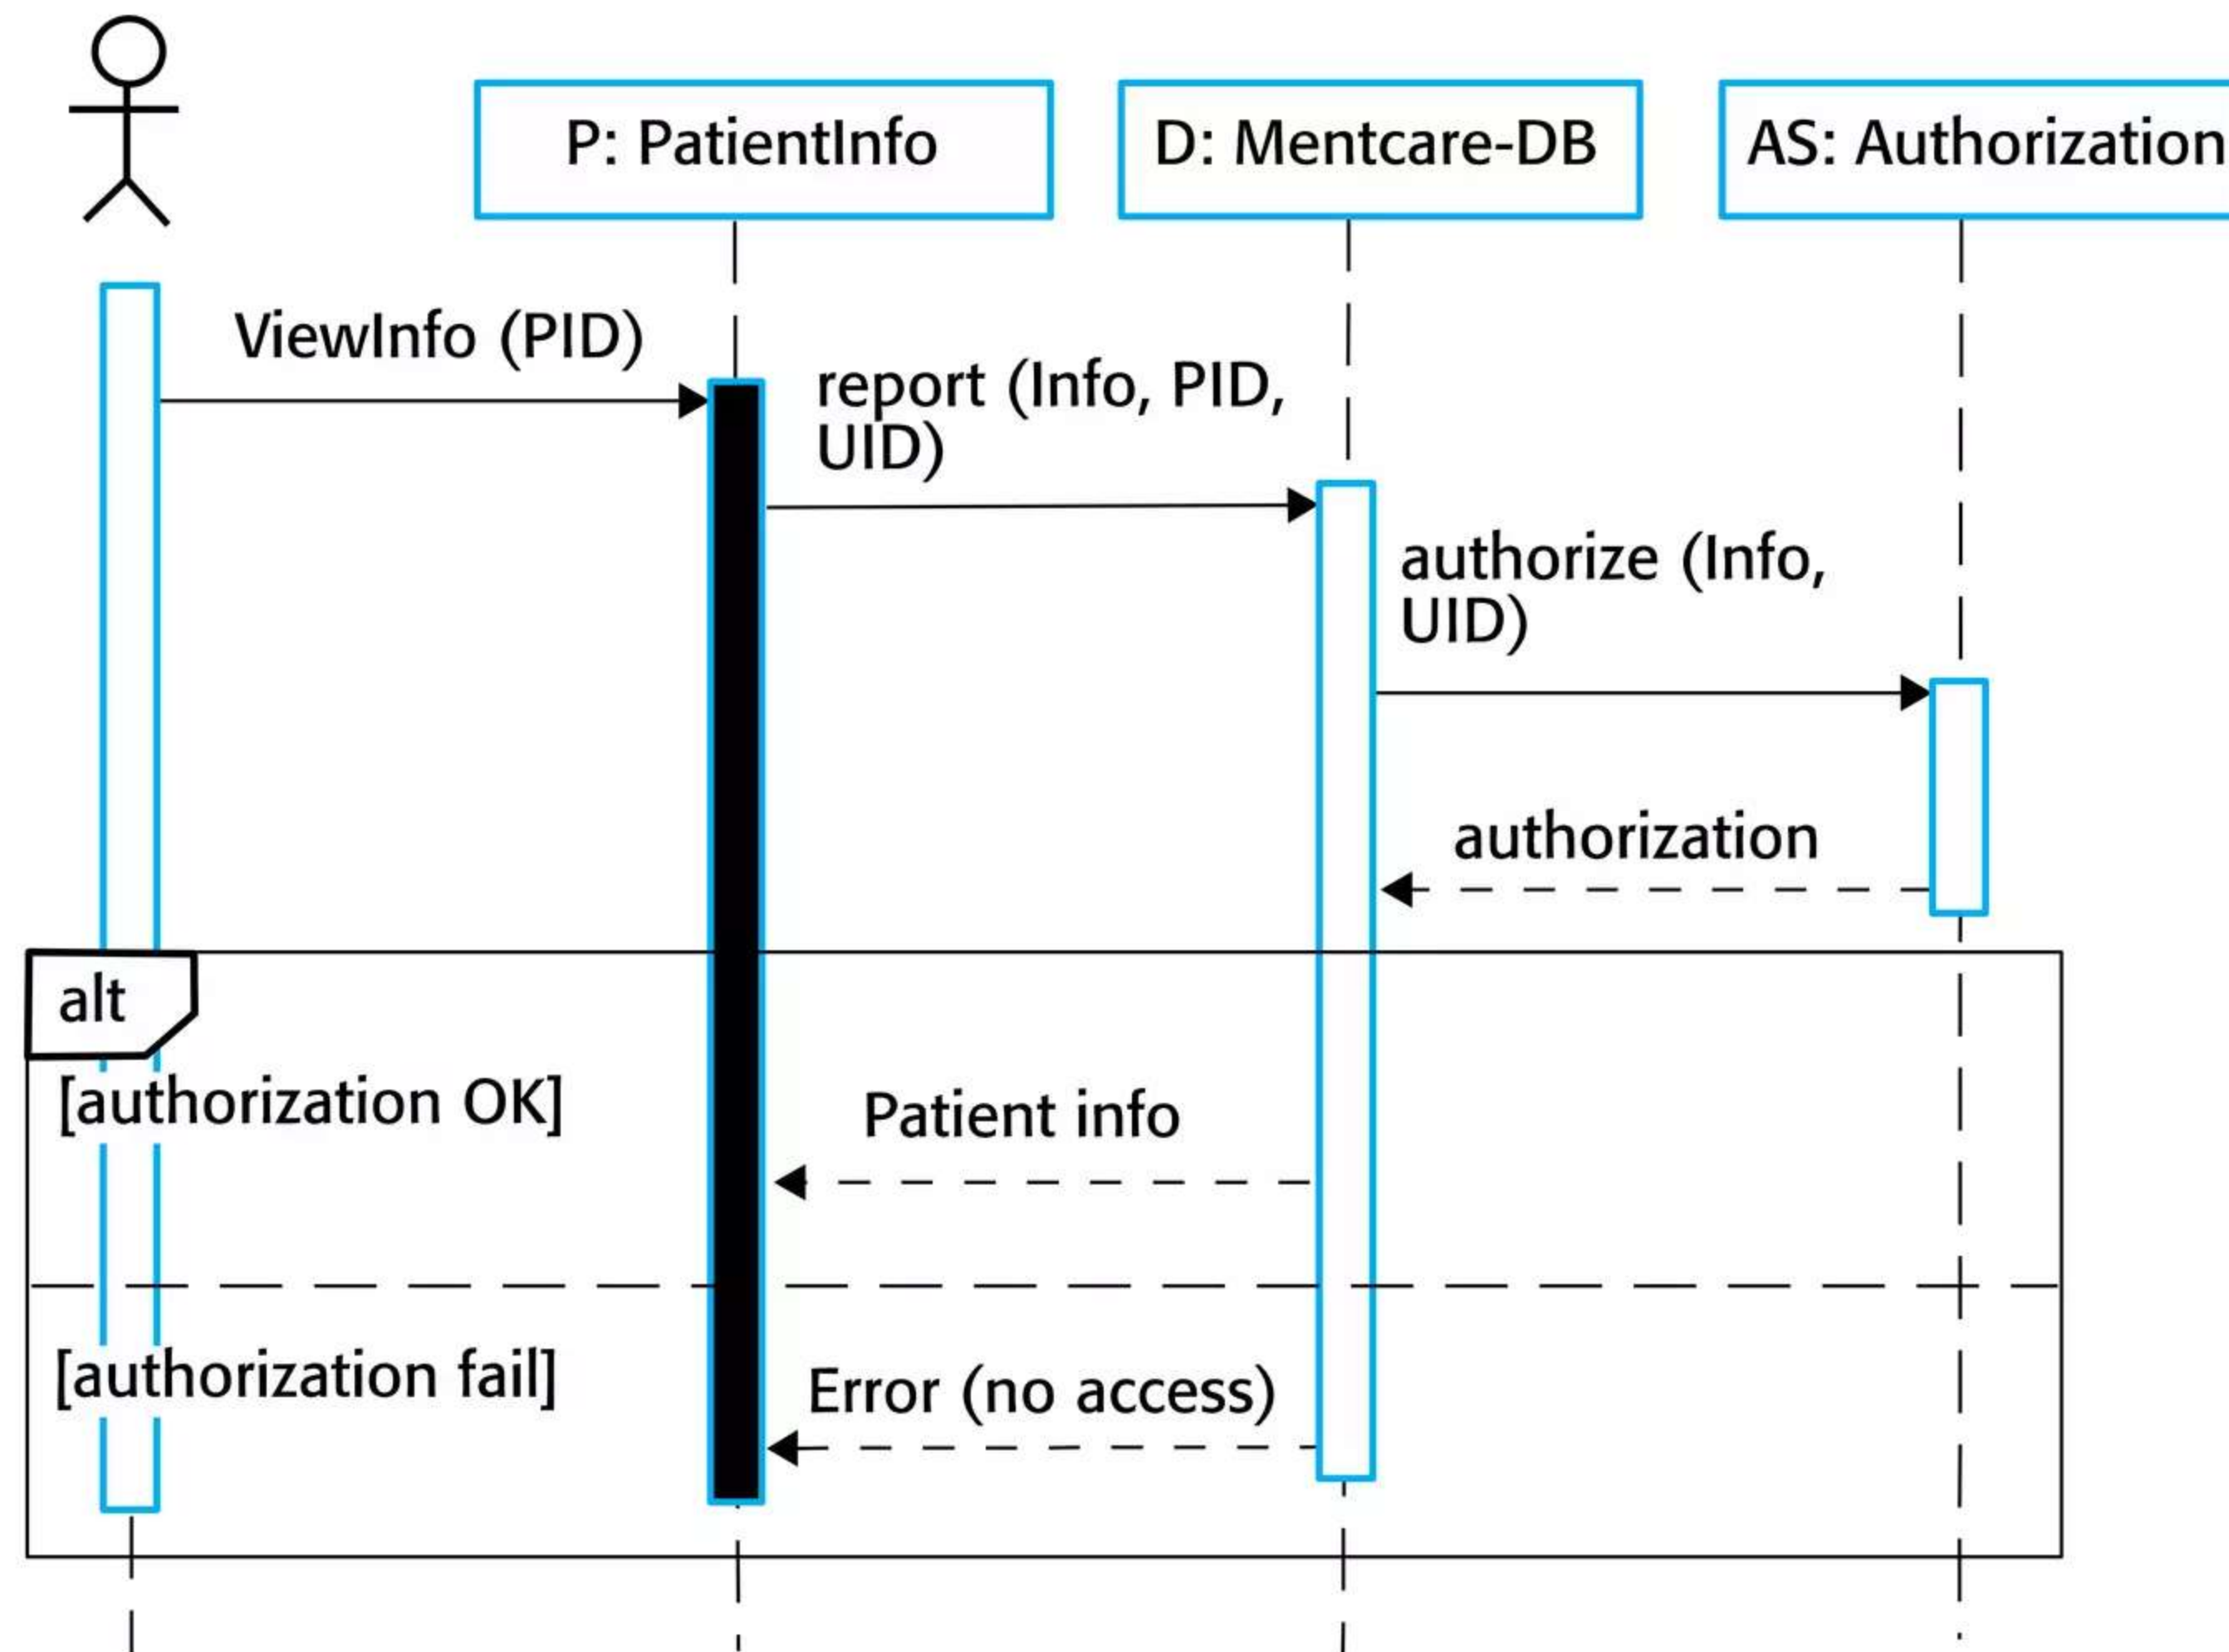 P: PatientInfo
D: Mentcare-DB
AS: Authorization
ViewInfo (PID)
report (Info, PID,
UID)
authorize (Info,
UID)
authorization
alt
[authorization OK]
Patient info
[authorization fail]
Error (no access)